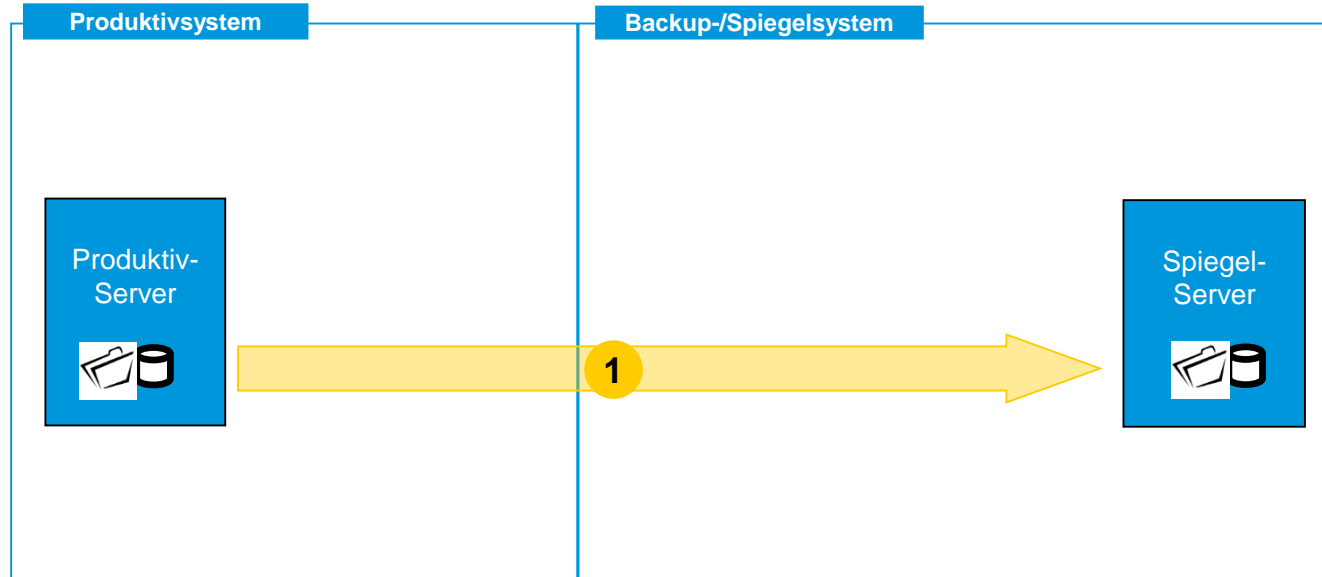 Produktivsystem
Backup-/Spiegelsystem
Produktiv-
Server
1
Spiegel-
Server